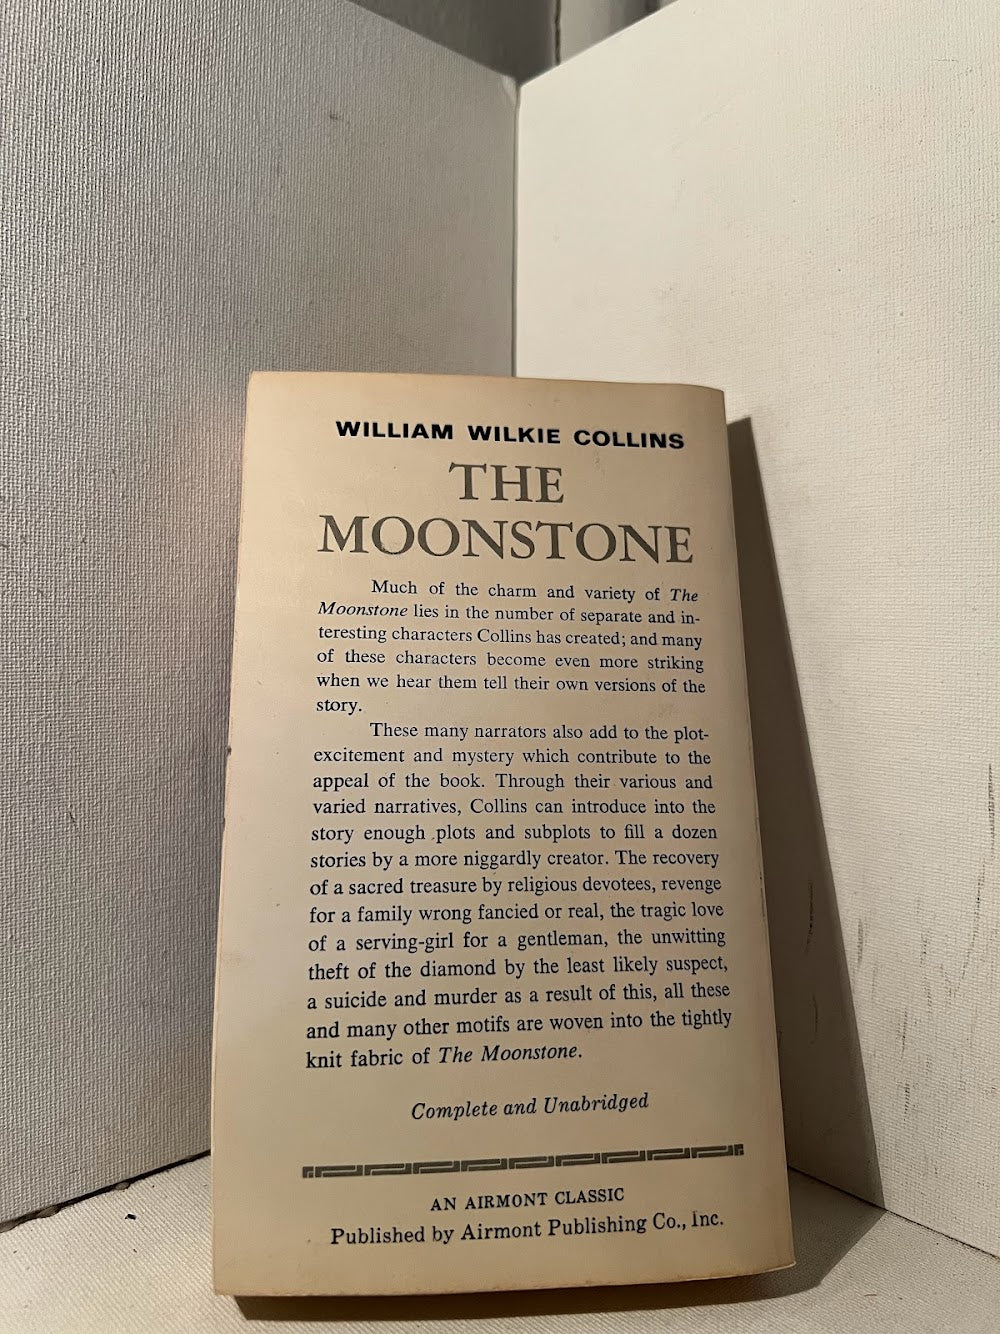 WILLIAM WILKIE COLLINS
THE
MOONSTONE
Much of the charm and variety of The
Moonstone lies in the number of separate and in-
teresting characters Collins has created; and many
of these characters become even more striking
when we hear them tell their own versions of the
story.
These many narrators also add to the plot-
excitement and mystery which contribute to the
appeal of the book. Through their various and
varied narratives, Collins can introduce into the
story enough plots and subplots to fill a dozen
stories by a more niggardly creator. The recovery
of a sacred treasure by religious devotees, revenge
for a family wrong fancied or real, the tragic love
of a serving-girl for a gentleman, the unwitting
theft of the diamond by the least likely suspect,
a suicide and murder as a result of this, all these
and many other motifs are woven into the tightly
knit fabric of The Moonstone.
Complete and Unabridged
AN AIRMONT CLASSIC
Published by Airmont Publishing Co., Inc.